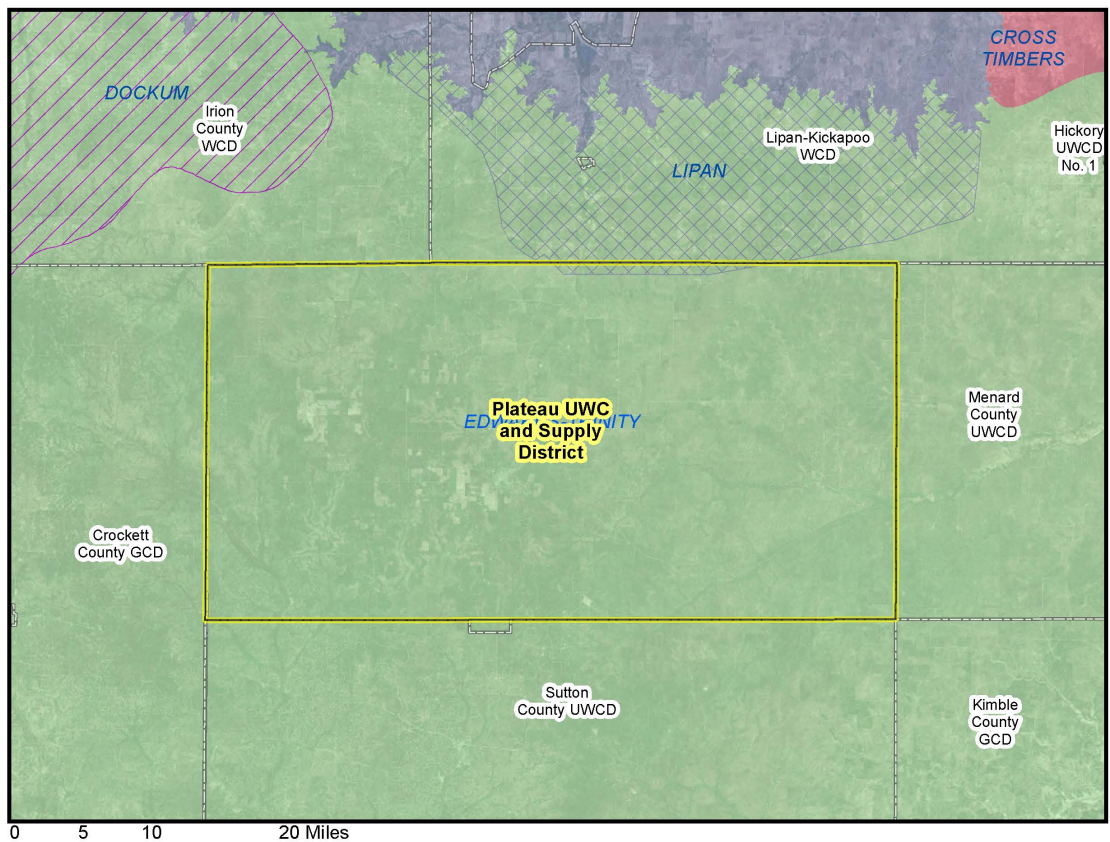 CROSS
TIMBERS
DOCKUM
Irion
County
WCD
Lipan-Kickapoo
WCD
Hickory
UWCD
No. 1
LIPAN
Plateau UWC
and Supply
District
Menard
County
UWCD
Crockett
County GCD
Sutton
County UWCD
Kimble
County
GCD
0 5 10 20 Miles